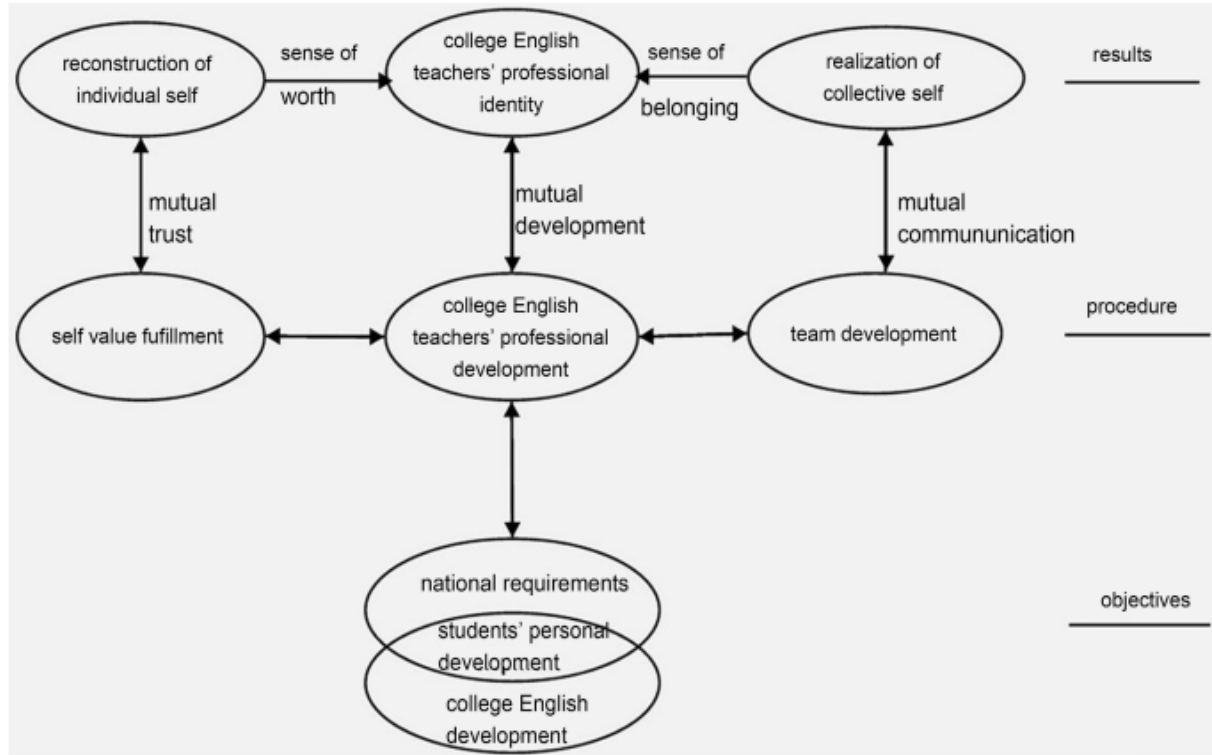 reconstruction of
individual self
sense of
worth
college English
teachers' professional
identity
sense of
belonging
realization of
collective self
results
mutual
trust
mutual
development
mutual
commununication
self value fufillment
college English
teachers' professional
development
team development
procedure
national requirements
students' personal
development
college English
development
objectives